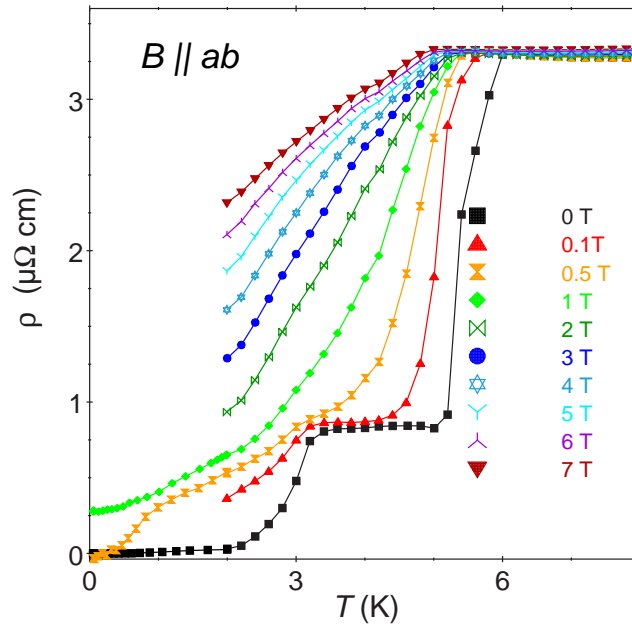 B || ab
3
2
1
0
ρ (μΩ cm)
0 T
0.1T
0.5 T
1 T
2 T
3 T
4 T
5 T
6 T
7 T
0
3
6
T (K)